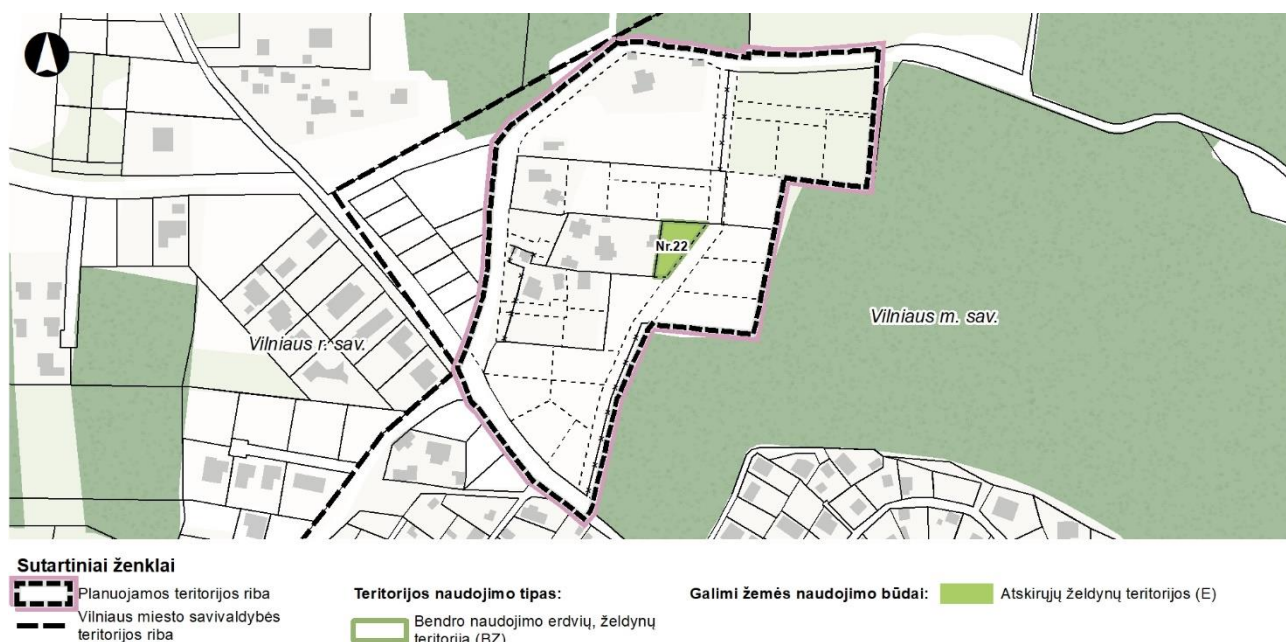 Nr.22
Vilniaus m. sav.
Vilniaus r. sav.
Sutartiniai ženklai
Planuojamos teritorijos riba
Vilniaus miesto savivaldybės
teritorijos riba
Teritorijos naudojimo tipas:
Bendro naudojimo erdvių, želdynų
teritorija (BZ)
Galimi žemės naudojimo būdai:
Atskirųjų želdynų teritorijos (E)